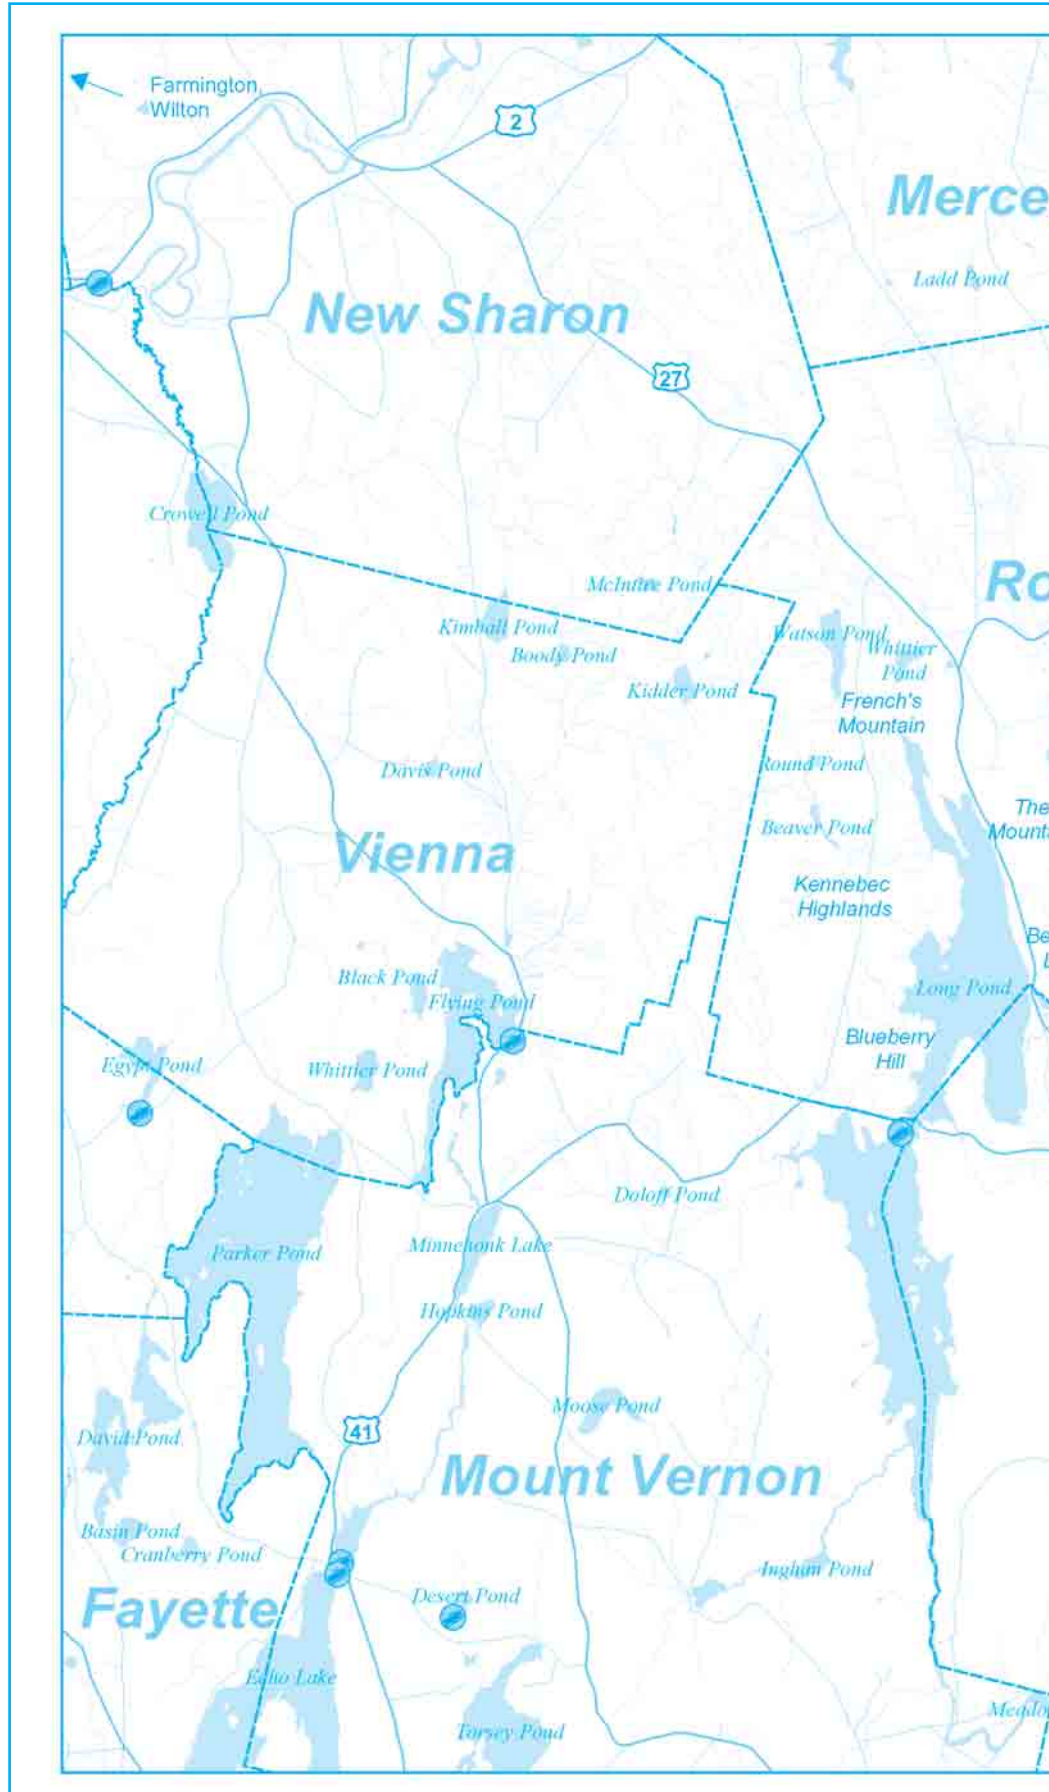 Farmington,
Wilton
2
Merce
Ladd Pond
New Sharon
27
Crowell Pond
McIntire Pond
Ro
Kimball Pond
Watson Pond
Boody Pond
Whittier
Pond
Kidder Pond
French's
Mountain
Round Pond
Davis Pond
The
Mounta
Beaver Pond
Vienna
Kennebec
Highlands
Be
L
Black Pond
Flying Pond
Long Pond
Blueberry
Hill
Egypt Pond
Whittier Pond
Doloff Pond
Minnehonk Lake
Parker Pond
Hopkins Pond
Moose Pond
41
David Pond
Mount Vernon
Basin Pond
Cranberry Pond
Ingham Pond
Desert Pond
Fayette
Echo Lake
Meado
Torsey Pond